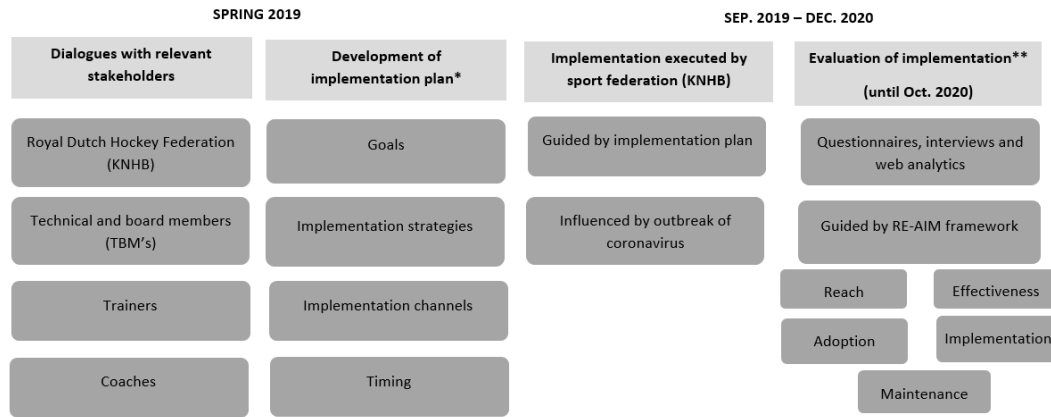 SPRING 2019
Dialogues with relevant
stakeholders
Royal Dutch Hockey Federation
(KNHB)
Technical and board members
(TBM's)
Trainers
Coaches
Development of
implementation plan*
Goals
Implementation strategies
Implementation channels
Timing
SEP. 2019 – DEC. 2020
Implementation executed by
sport federation (KNHB)
Guided by implementation plan
Influenced by outbreak of
coronavirus
Evaluation of implementation**
(until Oct. 2020)
Questionnaires, interviews and
web analytics
Guided by RE-AIM framework
Reach
Effectiveness
Adoption
Implementation
Maintenance